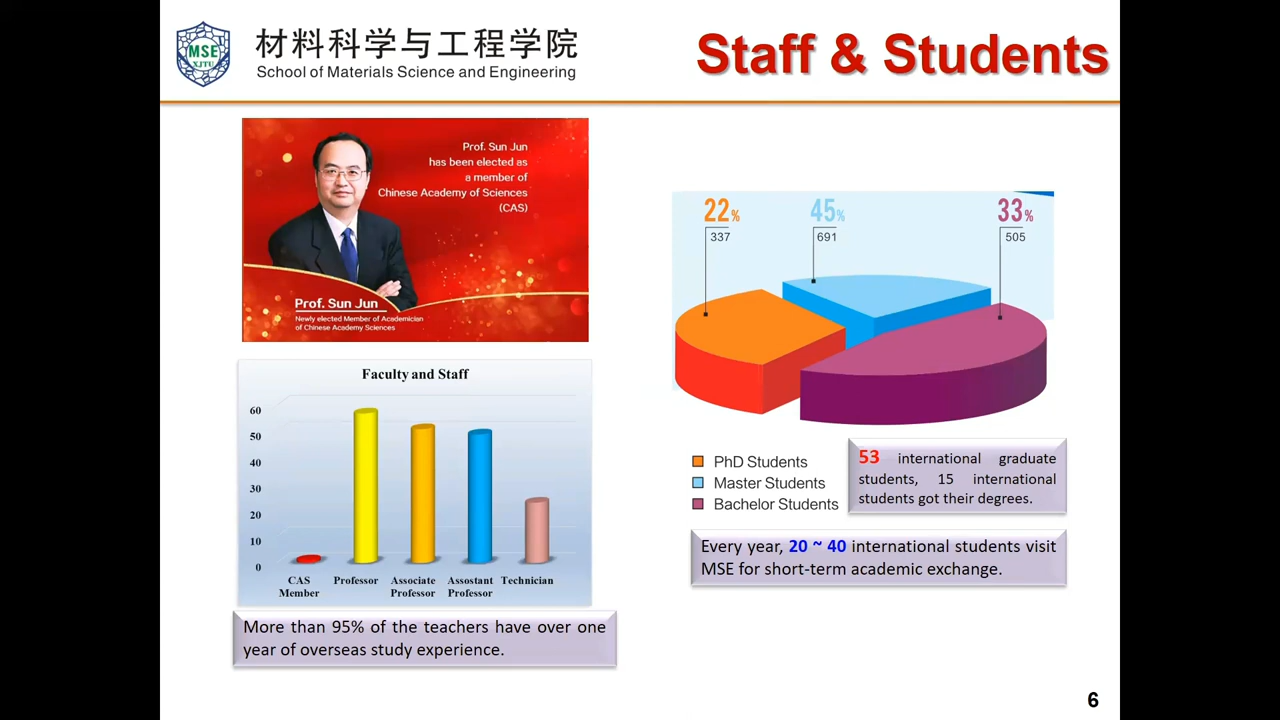 MSE
XJTU
材料科学与工程学院
School of Materials Science and Engineering
Staff & Students
Prof. Sun Jun
has been elected as
a member of
Chinese Academy of Sciences
(CAS)
Prof. Sun Jun
Newly elected Member of Academician
of Chinese Academy Sciences
Faculty and Staff
60
50
40
30
20
10
0
CAS Member
Professor
Associate Professor
Assostant Professor
Technician
More than 95% of the teachers have over one
year of overseas study experience.
22%
337
45%
691
33%
505
PhD Students
Master Students
Bachelor Students
53 international graduate
students, 15 international
students got their degrees.
Every year, 20 ~ 40 international students visit
MSE for short-term academic exchange.
6